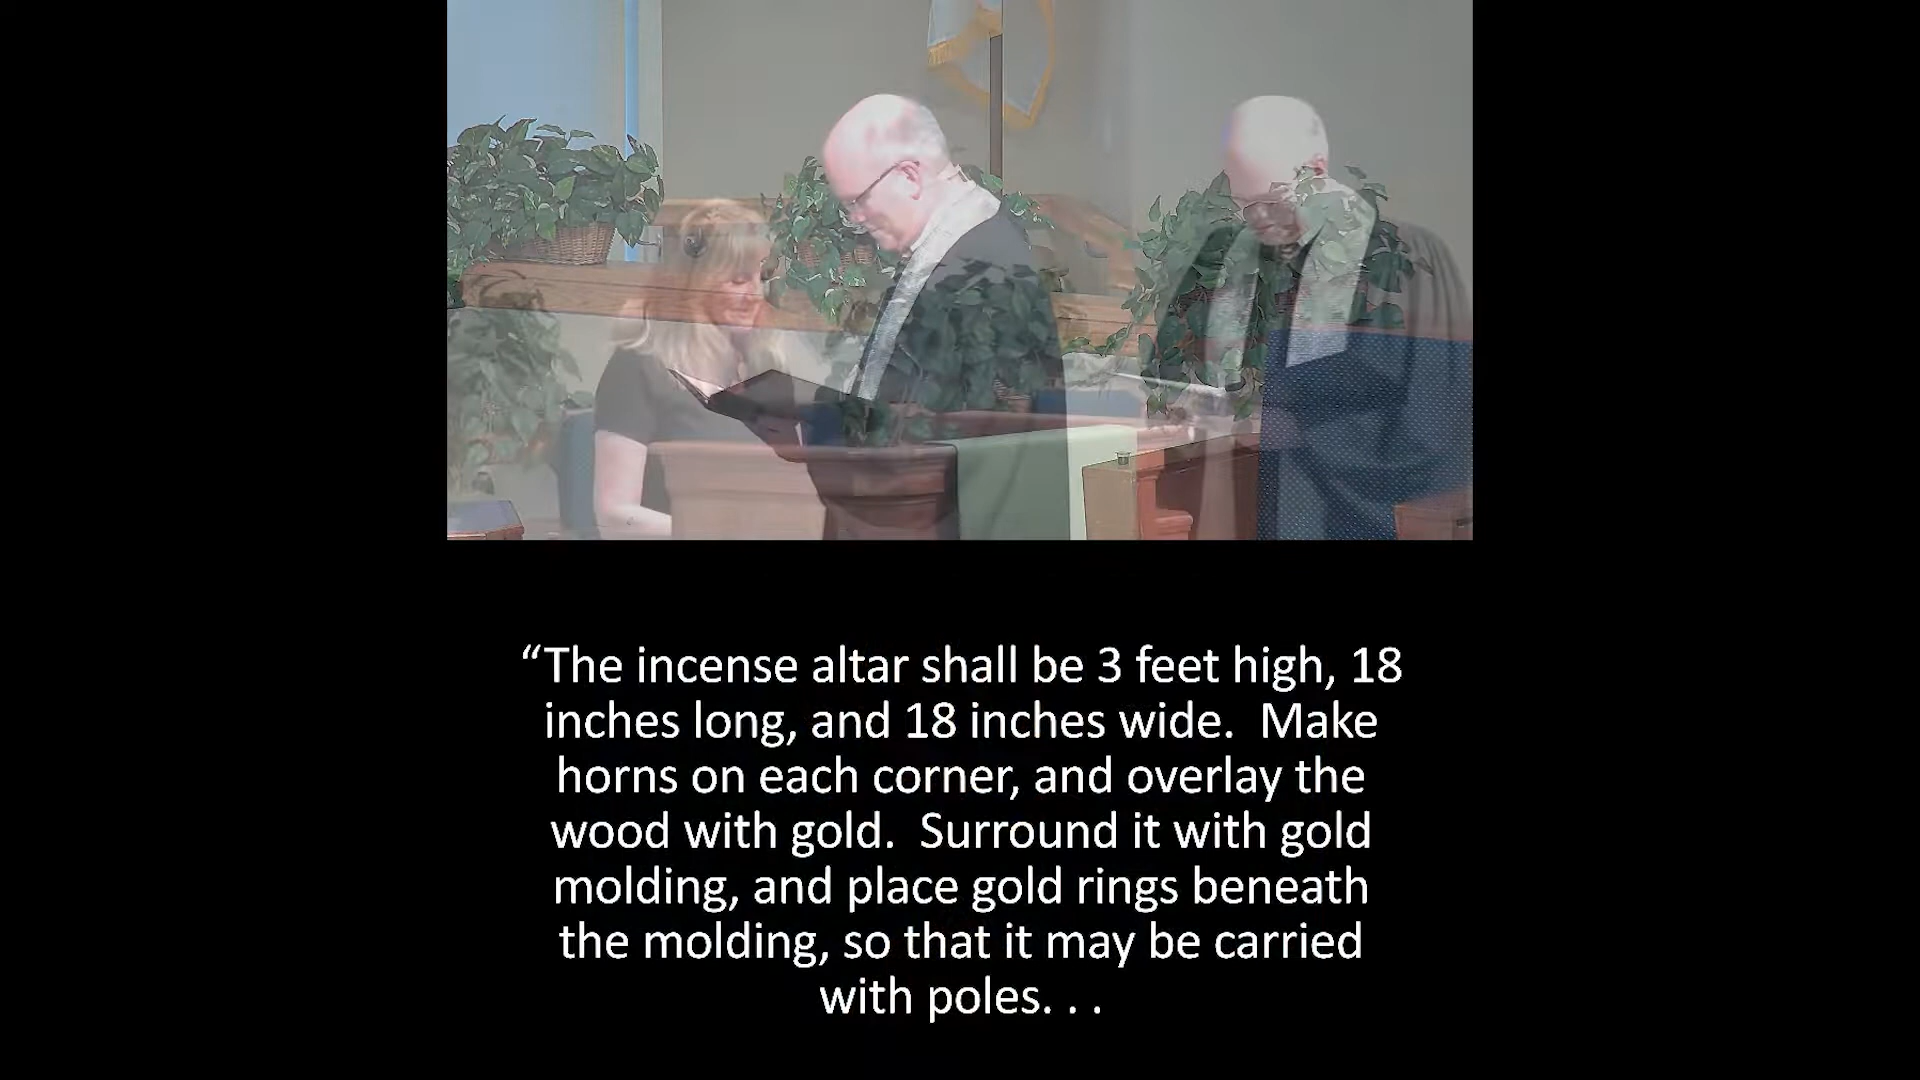 “The incense altar shall be 3 feet high, 18
inches long, and 18 inches wide.  Make
horns on each corner, and overlay the
wood with gold.  Surround it with gold
molding, and place gold rings beneath
the molding, so that it may be carried
with poles. . .